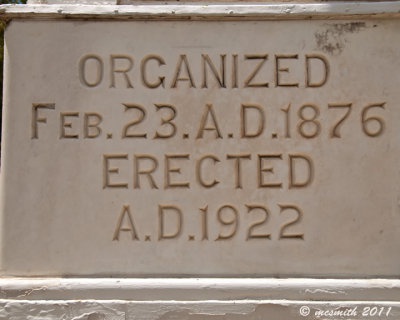 ORGANIZED
FEB. 23. A.D. 1876
ERECTED
A.D. 1922
© mcsmith 2011